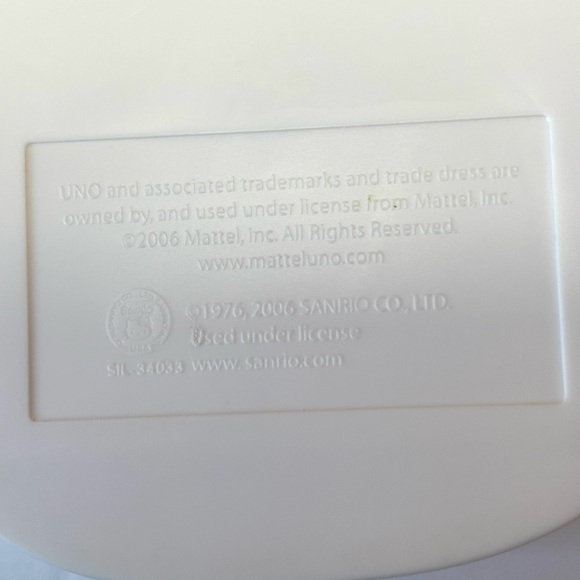 UNO and associated trademarks and trade dress are
owned by, and used under license from Mattel, Inc.
©2006 Mattel, Inc. All Rights Reserved.
www.matteluno.com
©1976, 2006 SANRIO CO., LTD.
Used under license
SIL-34033 www.sanrio.com